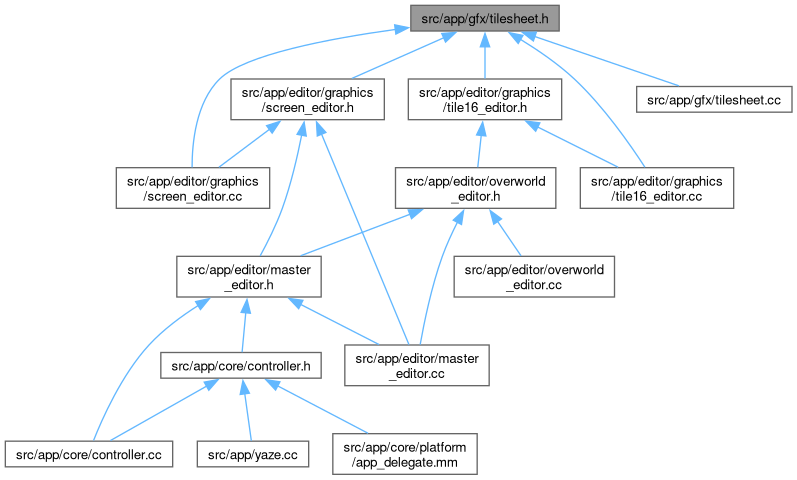 src/app/gfx/tilesheet.h
src/app/editor/graphics
/screen_editor.h
src/app/editor/graphics
/tile16_editor.h
src/app/gfx/tilesheet.cc
src/app/editor/graphics
/screen_editor.cc
src/app/editor/overworld
_editor.h
src/app/editor/graphics
/tile16_editor.cc
src/app/editor/master
_editor.h
src/app/editor/overworld
_editor.cc
src/app/core/controller.h
src/app/editor/master
_editor.cc
src/app/core/controller.cc
src/app/yaze.cc
src/app/core/platform
/app_delegate.mm